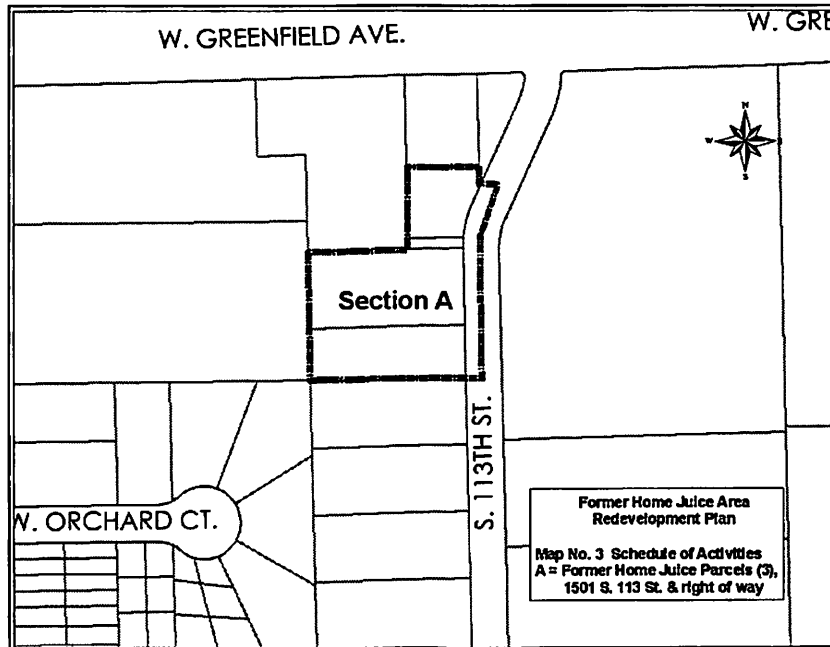 W. GREENFIELD AVE.
W. GRE
N
W
S
Section A
S. 113TH ST.
W. ORCHARD CT.
Former Home Juice Area
Redevelopment Plan
Map No. 3 Schedule of Activities
A = Former Home Juice Parcels (3),
1501 S. 113 St. & right of way